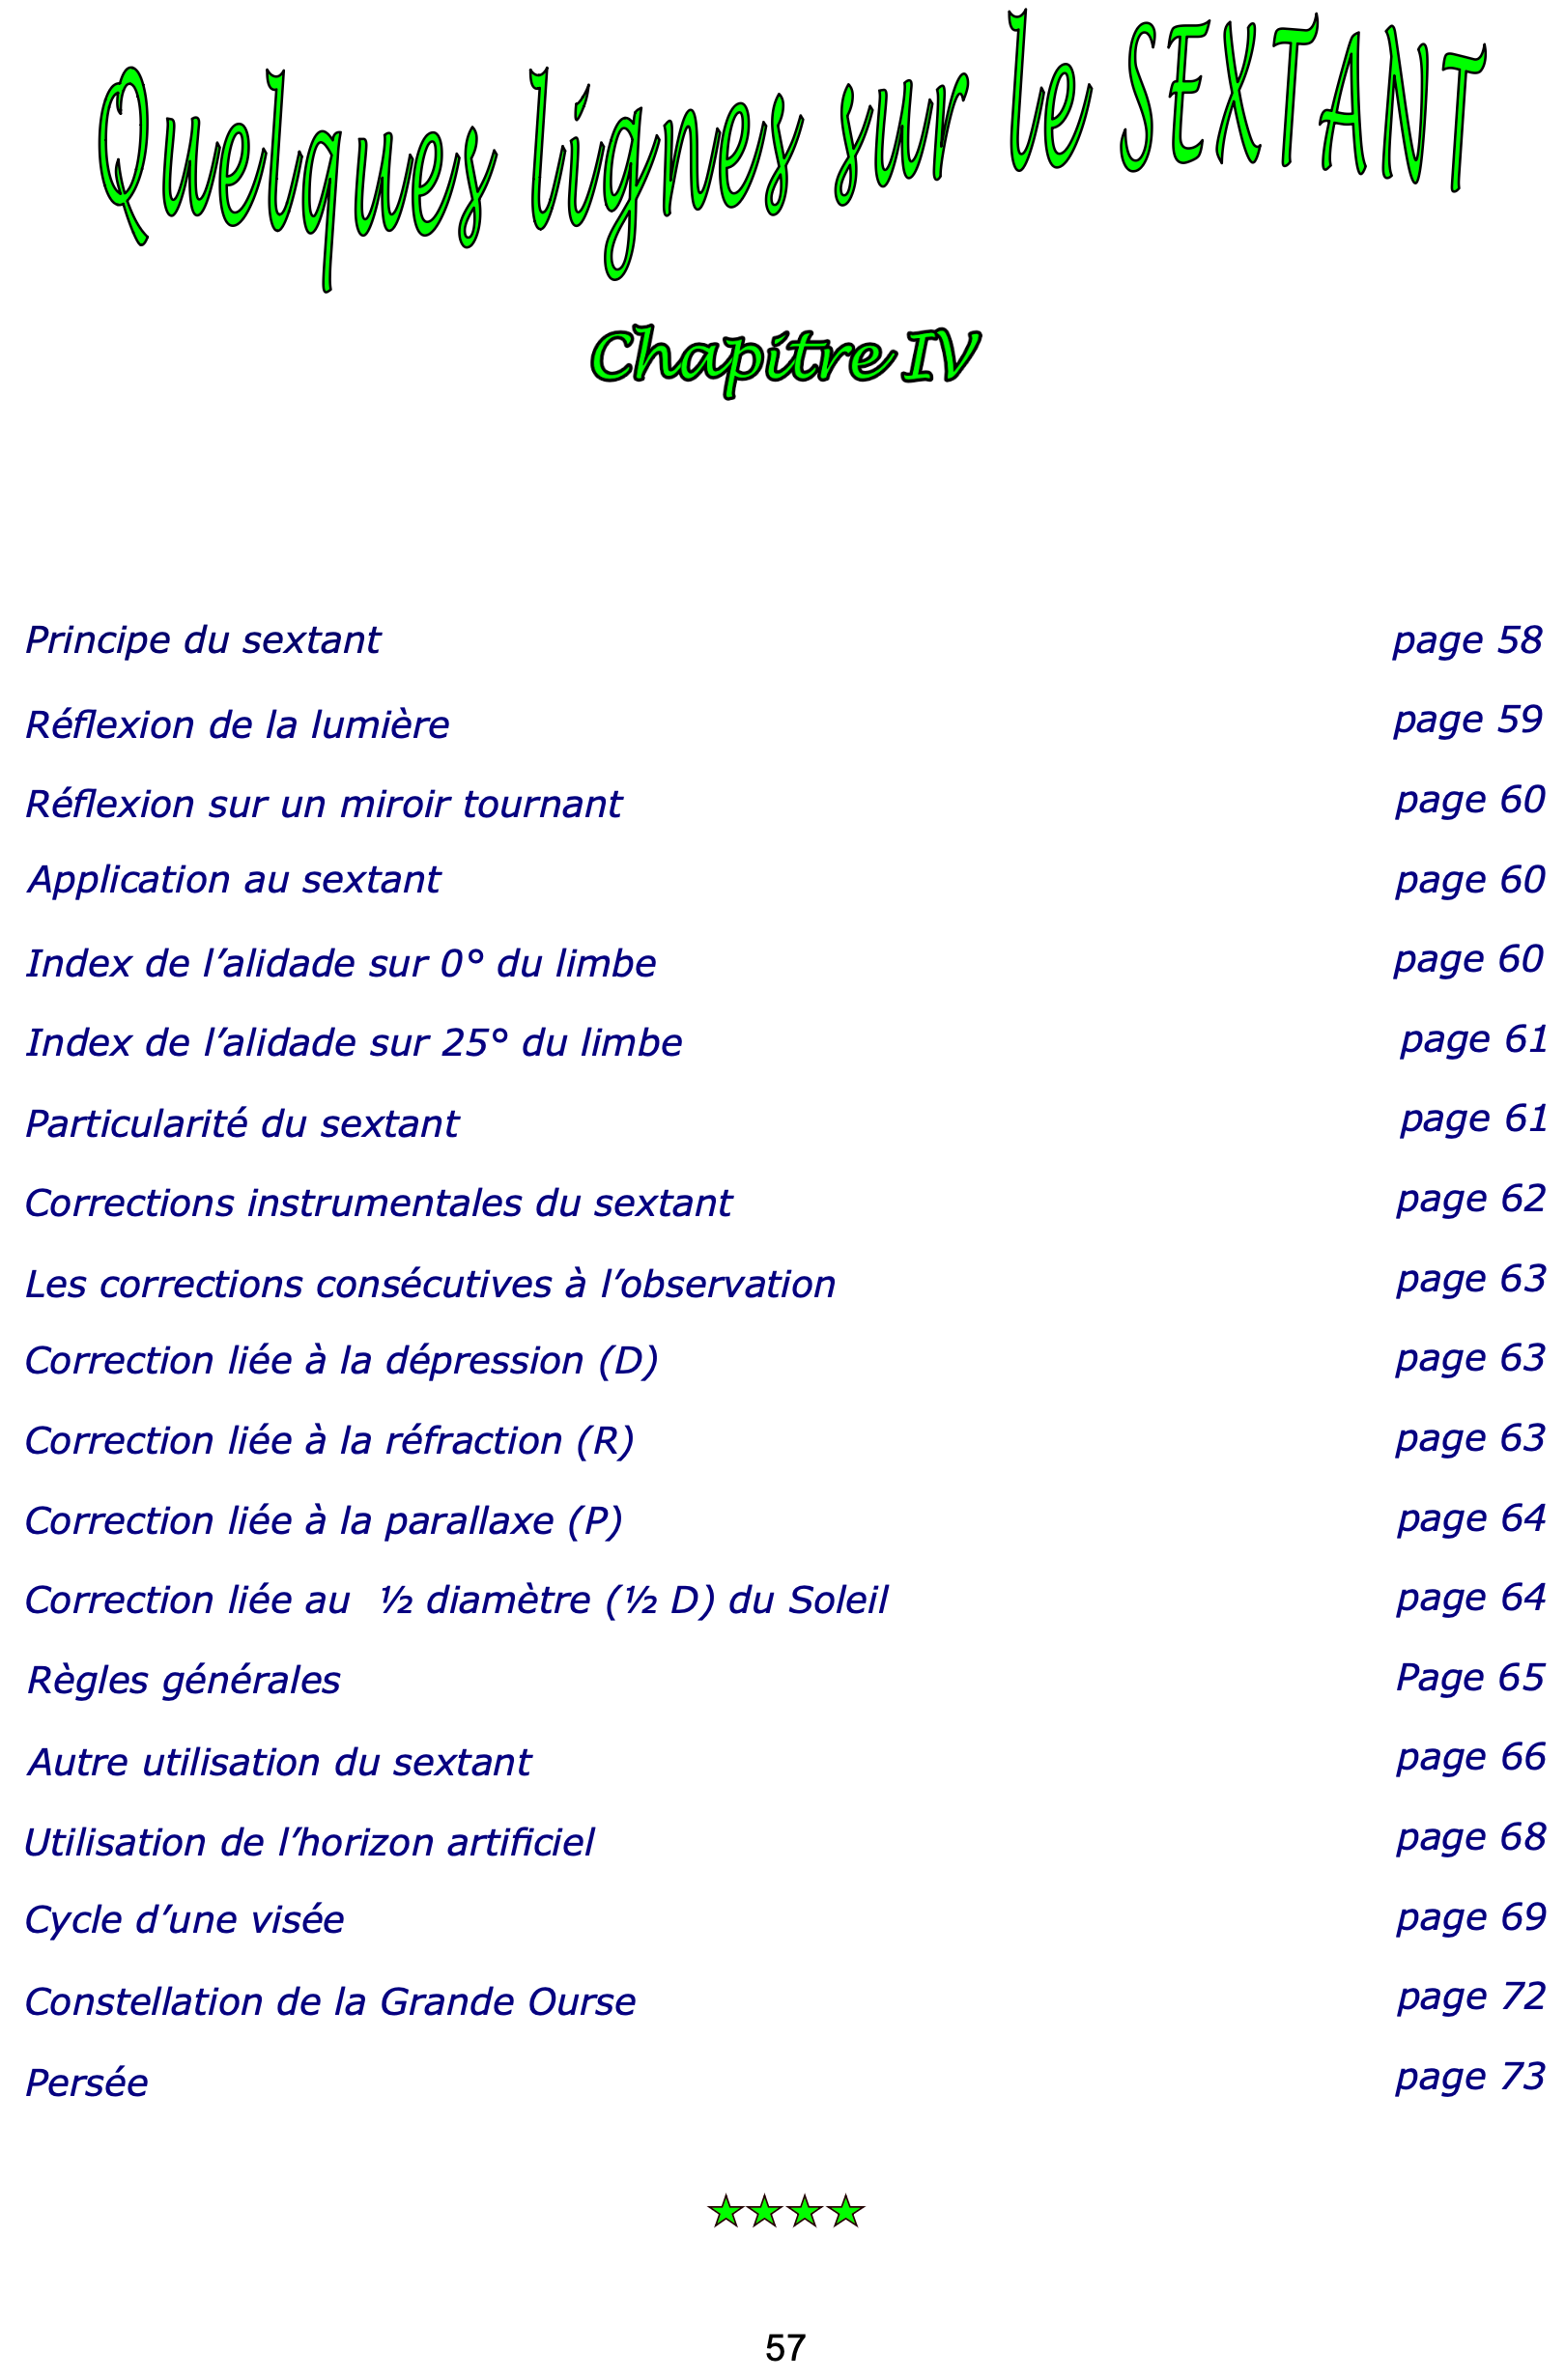 Quelques lignes sur le SEXTANT
Chapitre IV
Principe du sextant page 58
Réflexion de la lumière page 59
Réflexion sur un miroir tournant page 60
Application au sextant page 60
Index de l’alidade sur 0° du limbe page 60
Index de l’alidade sur 25° du limbe page 61
Particularité du sextant page 61
Corrections instrumentales du sextant page 62
Les corrections consécutives à l’observation page 63
Correction liée à la dépression (D) page 63
Correction liée à la réfraction (R) page 63
Correction liée à la parallaxe (P) page 64
Correction liée au ½ diamètre (½ D) du Soleil page 64
Règles générales Page 65
Autre utilisation du sextant page 66
Utilisation de l’horizon artificiel page 68
Cycle d’une visée page 69
Constellation de la Grande Ourse page 72
Persée page 73
57